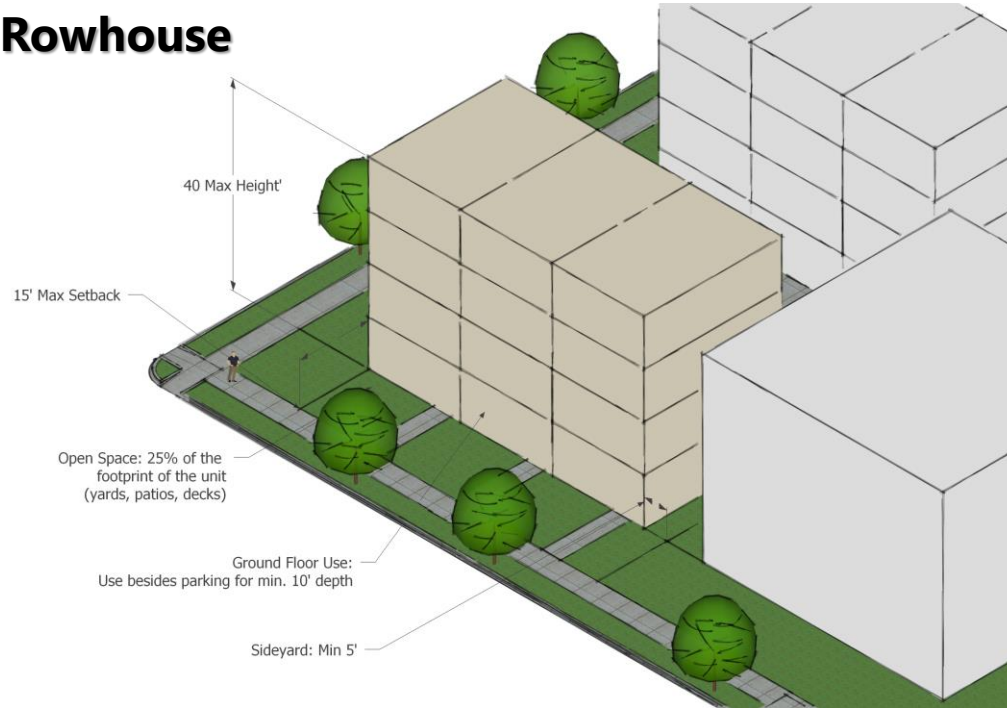 Rowhouse
40 Max Height'
15' Max Setback
Open Space: 25% of the
footprint of the unit
(yards, patios, decks)
Ground Floor Use:
Use besides parking for min. 10' depth
Sideyard: Min 5'